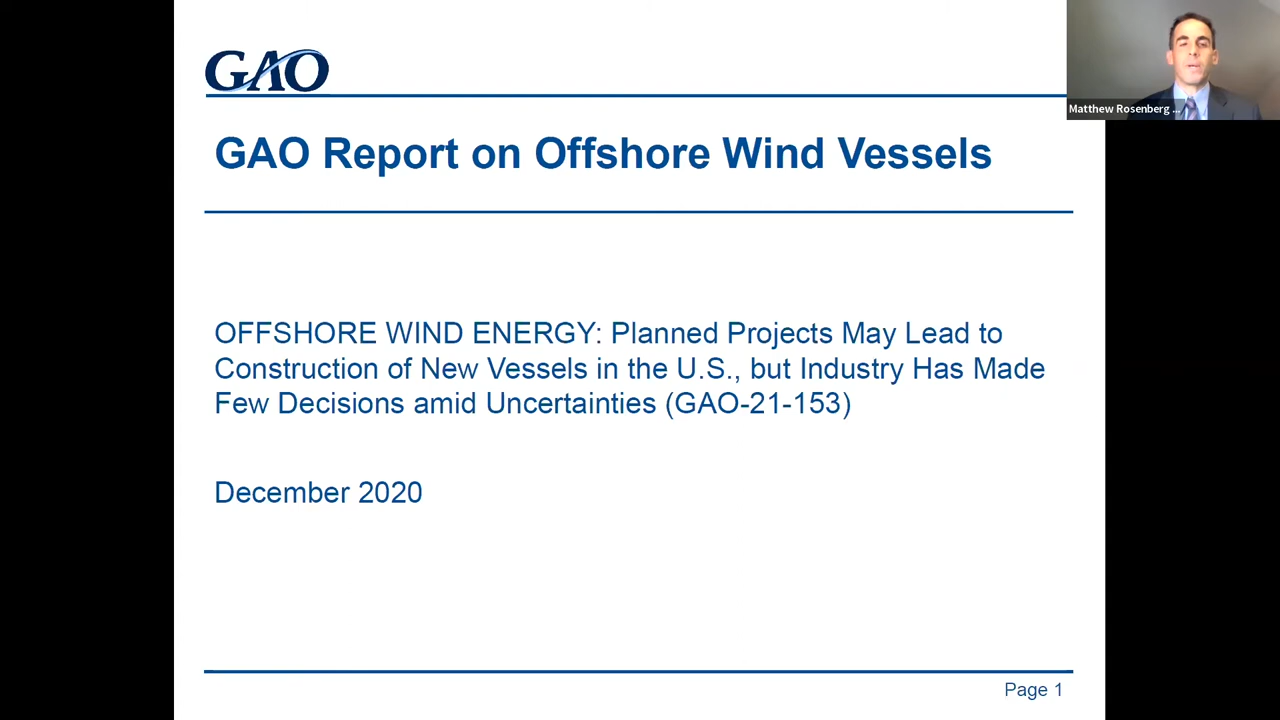 GAO
Matthew Rosenberg ...
GAO Report on Offshore Wind Vessels
OFFSHORE WIND ENERGY: Planned Projects May Lead to
Construction of New Vessels in the U.S., but Industry Has Made
Few Decisions amid Uncertainties (GAO-21-153)
December 2020
Page 1